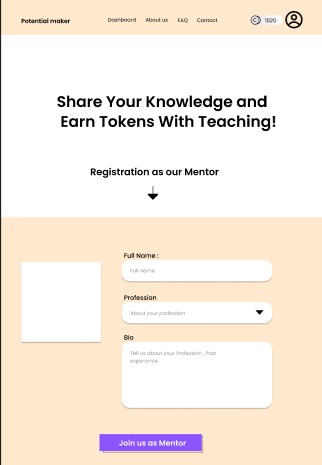 Potential maker
Dashboard
About us
FAQ
Contact
1020
Share Your Knowledge and
Earn Tokens With Teaching!
Registration as our Mentor
Full Name :
Full name
Profession
About your profession
Bio
Tell us about your Profession , Past
experience
Join us as Mentor